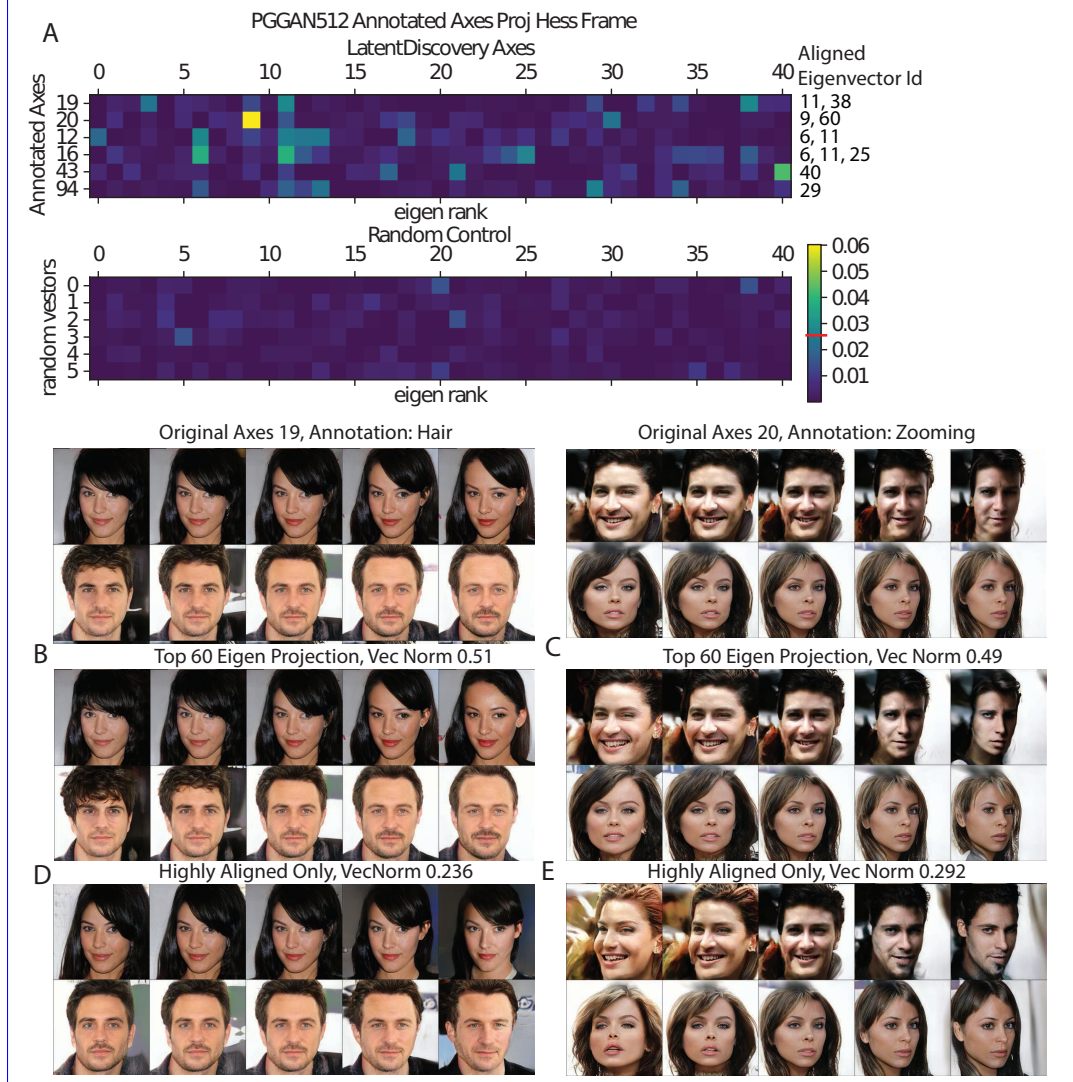 A
PGGAN512 Annotated Axes Proj Hess Frame
LatentDiscovery Axes
Aligned
Eigenvector Id
0 5 10 15 20 25 30 35 40
Annotated Axes
19 11, 38
20 9, 60
12 6, 11
16 6, 11, 25
43 40
94 29
eigen rank
Random Control
0 5 10 15 20 25 30 35 40
random vestors
0
1
2
3
4
5
eigen rank
0.06
0.05
0.04
0.03
0.02
0.01
Original Axes 19, Annotation: Hair
Original Axes 20, Annotation: Zooming
B
Top 60 Eigen Projection, Vec Norm 0.51
C
Top 60 Eigen Projection, Vec Norm 0.49
D
Highly Aligned Only, VecNorm 0.236
E
Highly Aligned Only, Vec Norm 0.292